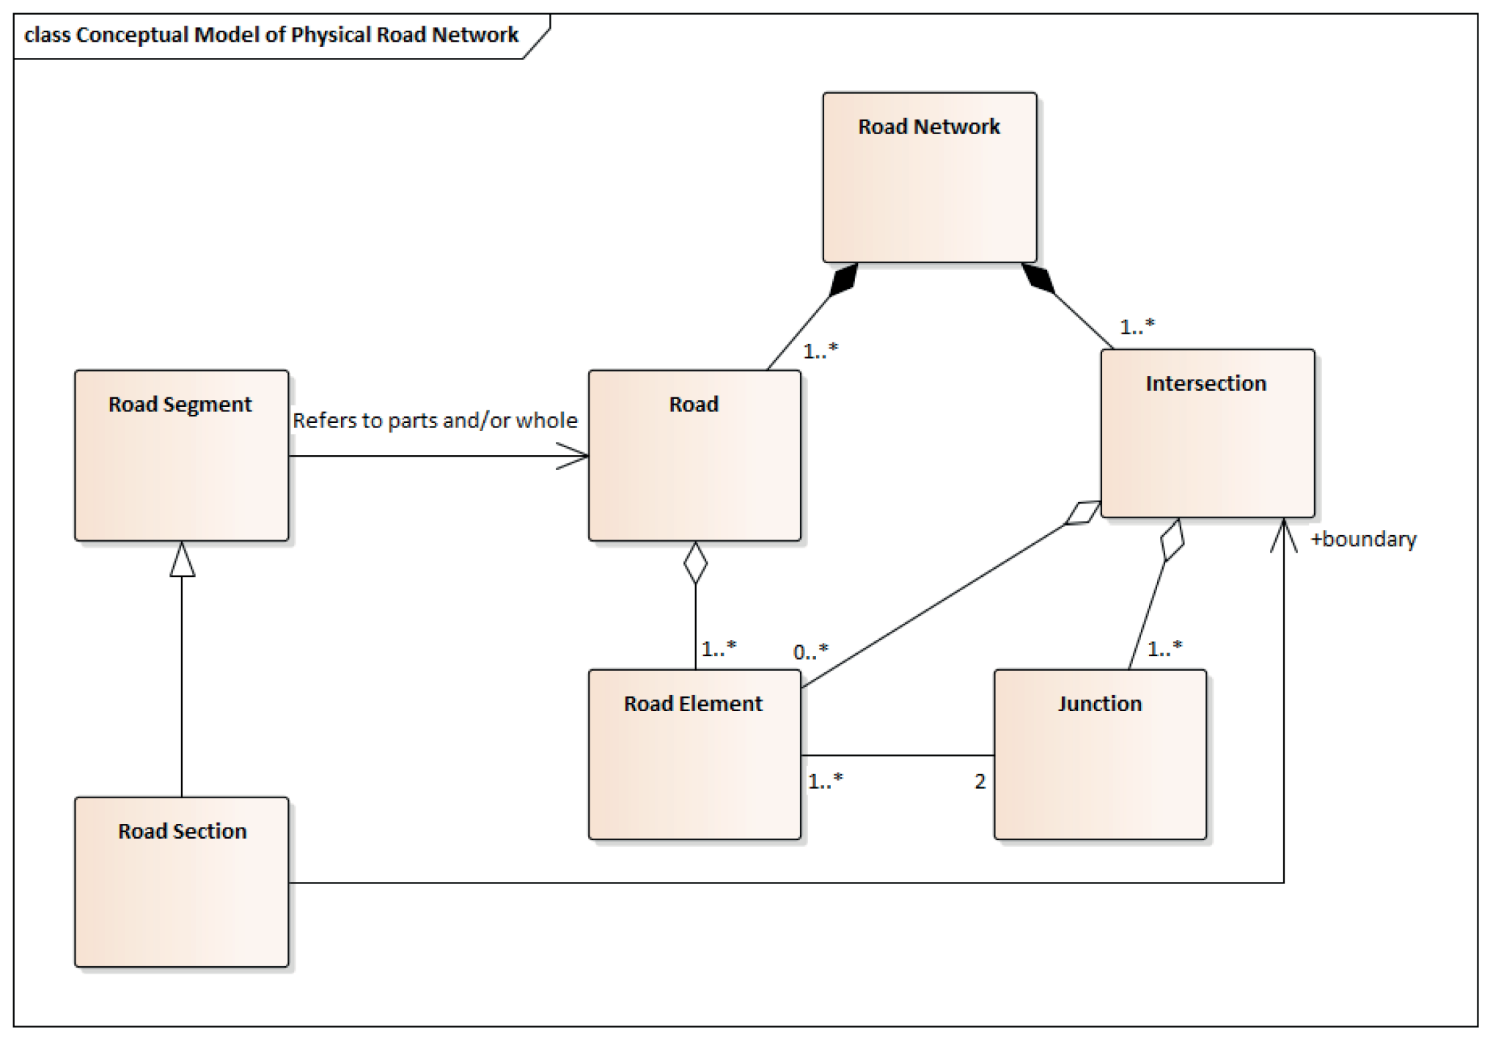 class Conceptual Model of Physical Road Network
Road Network
1..*
1..*
Road Segment
Refers to parts and/or whole
Road
Intersection
+boundary
1..*
0..*
1..*
Road Element
Junction
1..*
2
Road Section